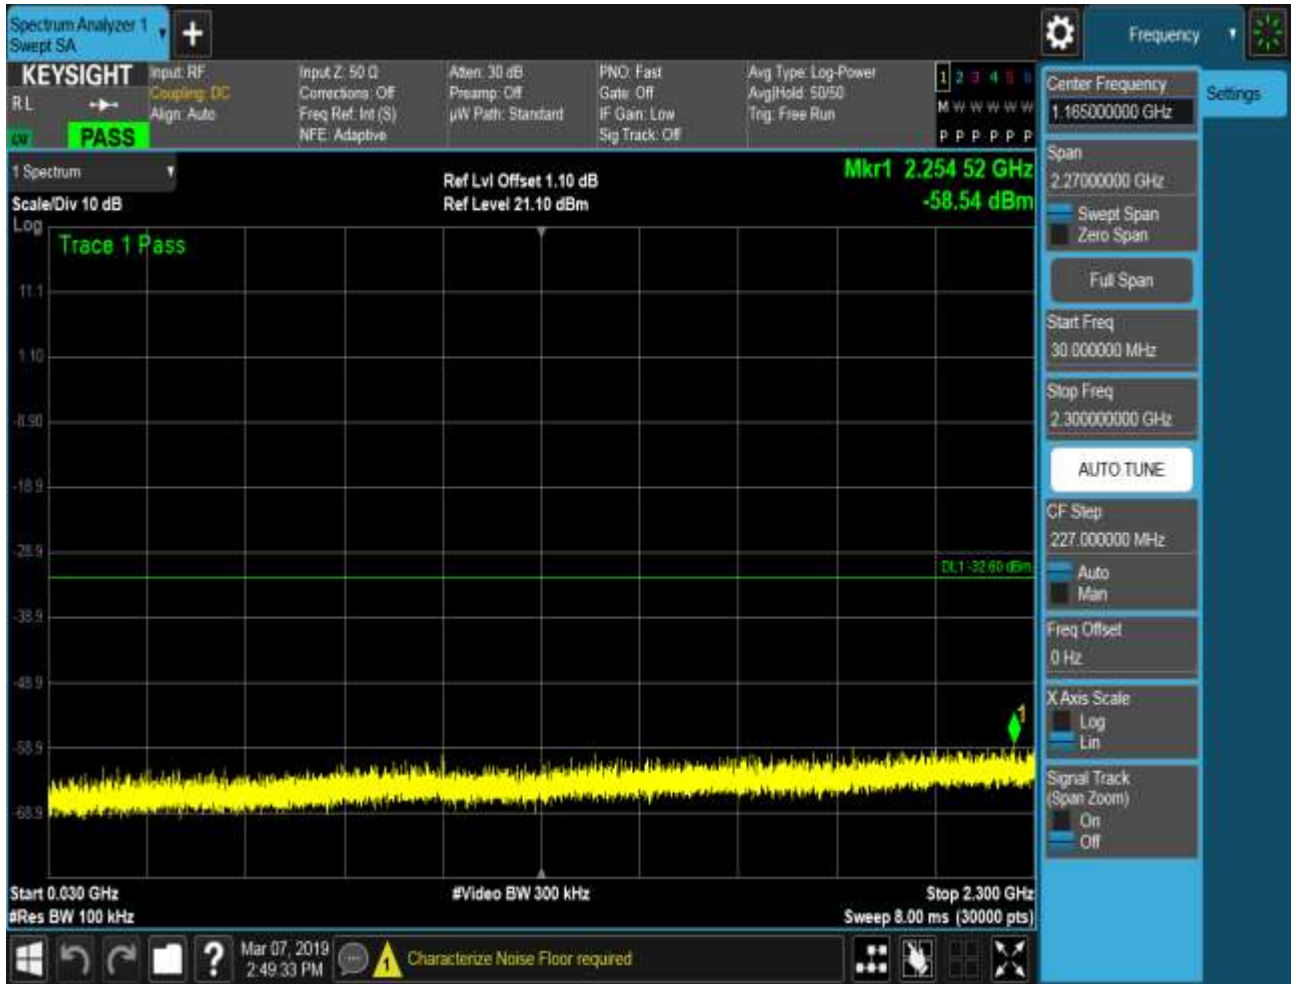 Spectrum Analyzer 1
Swept SA
Frequency
KEYSIGHT
RL
PASS
Input: RF
Coupling: DC
Align: Auto
Input Z: 50 Ω
Corrections: Off
Freq Ref: Int (S)
NFE: Adaptive
Atten: 30 dB
Preamp: Off
µW Path: Standard
PNO: Fast
Gate: Off
IF Gain: Low
Sig Track: Off
Avg Type: Log-Power
Avg|Hold: 50/50
Trig: Free Run
1 2 3 4 5 6
M W W W W W
P P P P P P
1 Spectrum
Scale/Div 10 dB
Log
Ref Lvl Offset 1.10 dB
Ref Level 21.10 dBm
Mkr1 2.254 52 GHz
-58.54 dBm
Trace 1 Pass
11.1
1.10
-8.90
-18.9
-28.9
-38.9
-48.9
-58.9
-68.9
DL1 -32.60 dBm
1
Start 0.030 GHz
#Res BW 100 kHz
#Video BW 300 kHz
Stop 2.300 GHz
Sweep 8.00 ms (30000 pts)
Center Frequency
1.165000000 GHz
Settings
Span
2.27000000 GHz
Swept Span
Zero Span
Full Span
Start Freq
30.000000 MHz
Stop Freq
2.300000000 GHz
AUTO TUNE
CF Step
227.000000 MHz
Auto
Man
Freq Offset
0 Hz
X Axis Scale
Log
Lin
Signal Track
(Span Zoom)
On
Off
?
Mar 07, 2019
2:49:33 PM
1
Characterize Noise Floor required